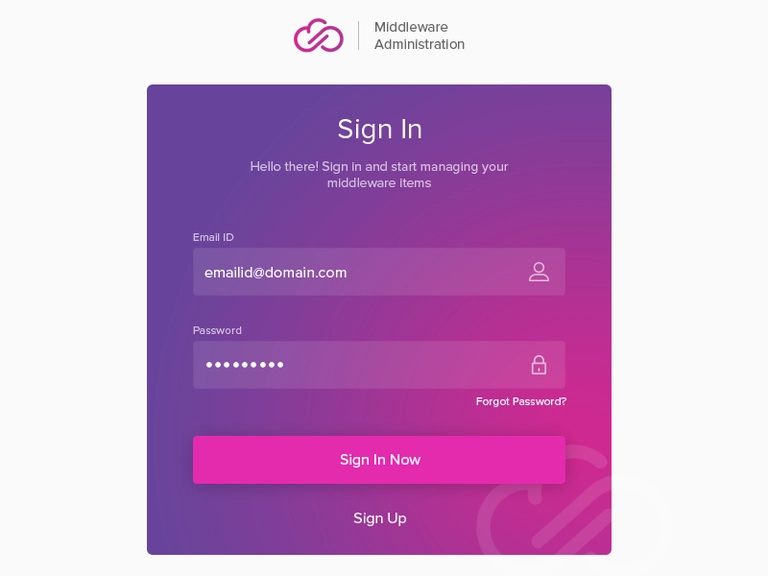 Middleware
Administration
Sign In
Hello there! Sign in and start managing your
middleware items
Email ID
emailid@domain.com
Password
•••••••••
Forgot Password?
Sign In Now
Sign Up